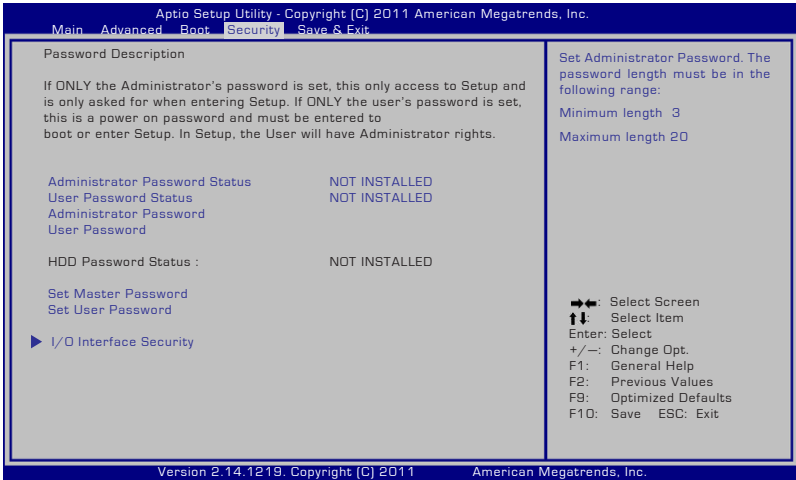 Aptio Setup Utility - Copyright (C) 2011 American Megatrends, Inc.
Main Advanced Boot Security Save & Exit
Password Description
If ONLY the Administrator's password is set, this only access to Setup and
is only asked for when entering Setup. If ONLY the user's password is set,
this is a power on password and must be entered to
boot or enter Setup. In Setup, the User will have Administrator rights.
Administrator Password Status NOT INSTALLED
User Password Status NOT INSTALLED
Administrator Password
User Password
HDD Password Status : NOT INSTALLED
Set Master Password
Set User Password
I/O Interface Security
Set Administrator Password. The
password length must be in the
following range:
Minimum length 3
Maximum length 20
→←: Select Screen
↑↓: Select Item
Enter: Select
+/—: Change Opt.
F1: General Help
F2: Previous Values
F9: Optimized Defaults
F10: Save ESC: Exit
Version 2.14.1219. Copyright (C) 2011 American Megatrends, Inc.